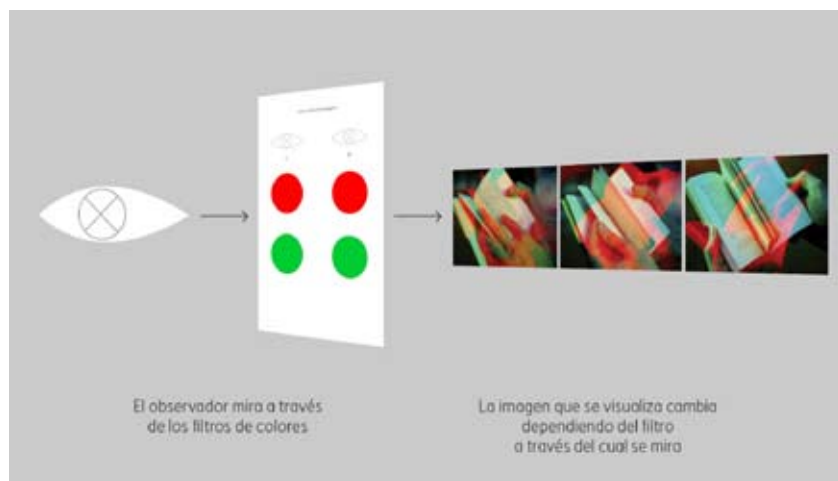 El observador mira a través
de los filtros de colores
La imagen que se visualiza cambia
dependiendo del filtro
a través del cual se mira